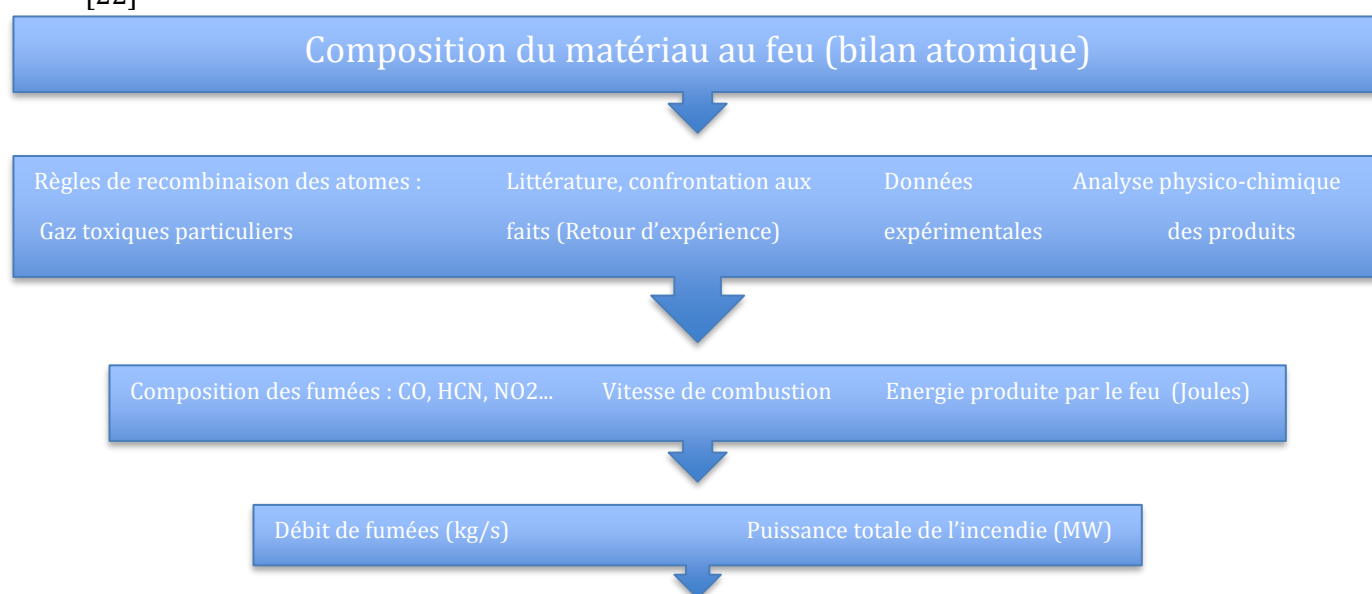 [22]
Composition du matériau au feu (bilan atomique)
Règles de recombinaison des atomes : Littérature, confrontation aux Données Analyse physico-chimique
Gaz toxiques particuliers faits (Retour d’expérience) expérimentales des produits
Composition des fumées : CO, HCN, NO2... Vitesse de combustion Energie produite par le feu (Joules)
Débit de fumées (kg/s) Puissance totale de l’incendie (MW)